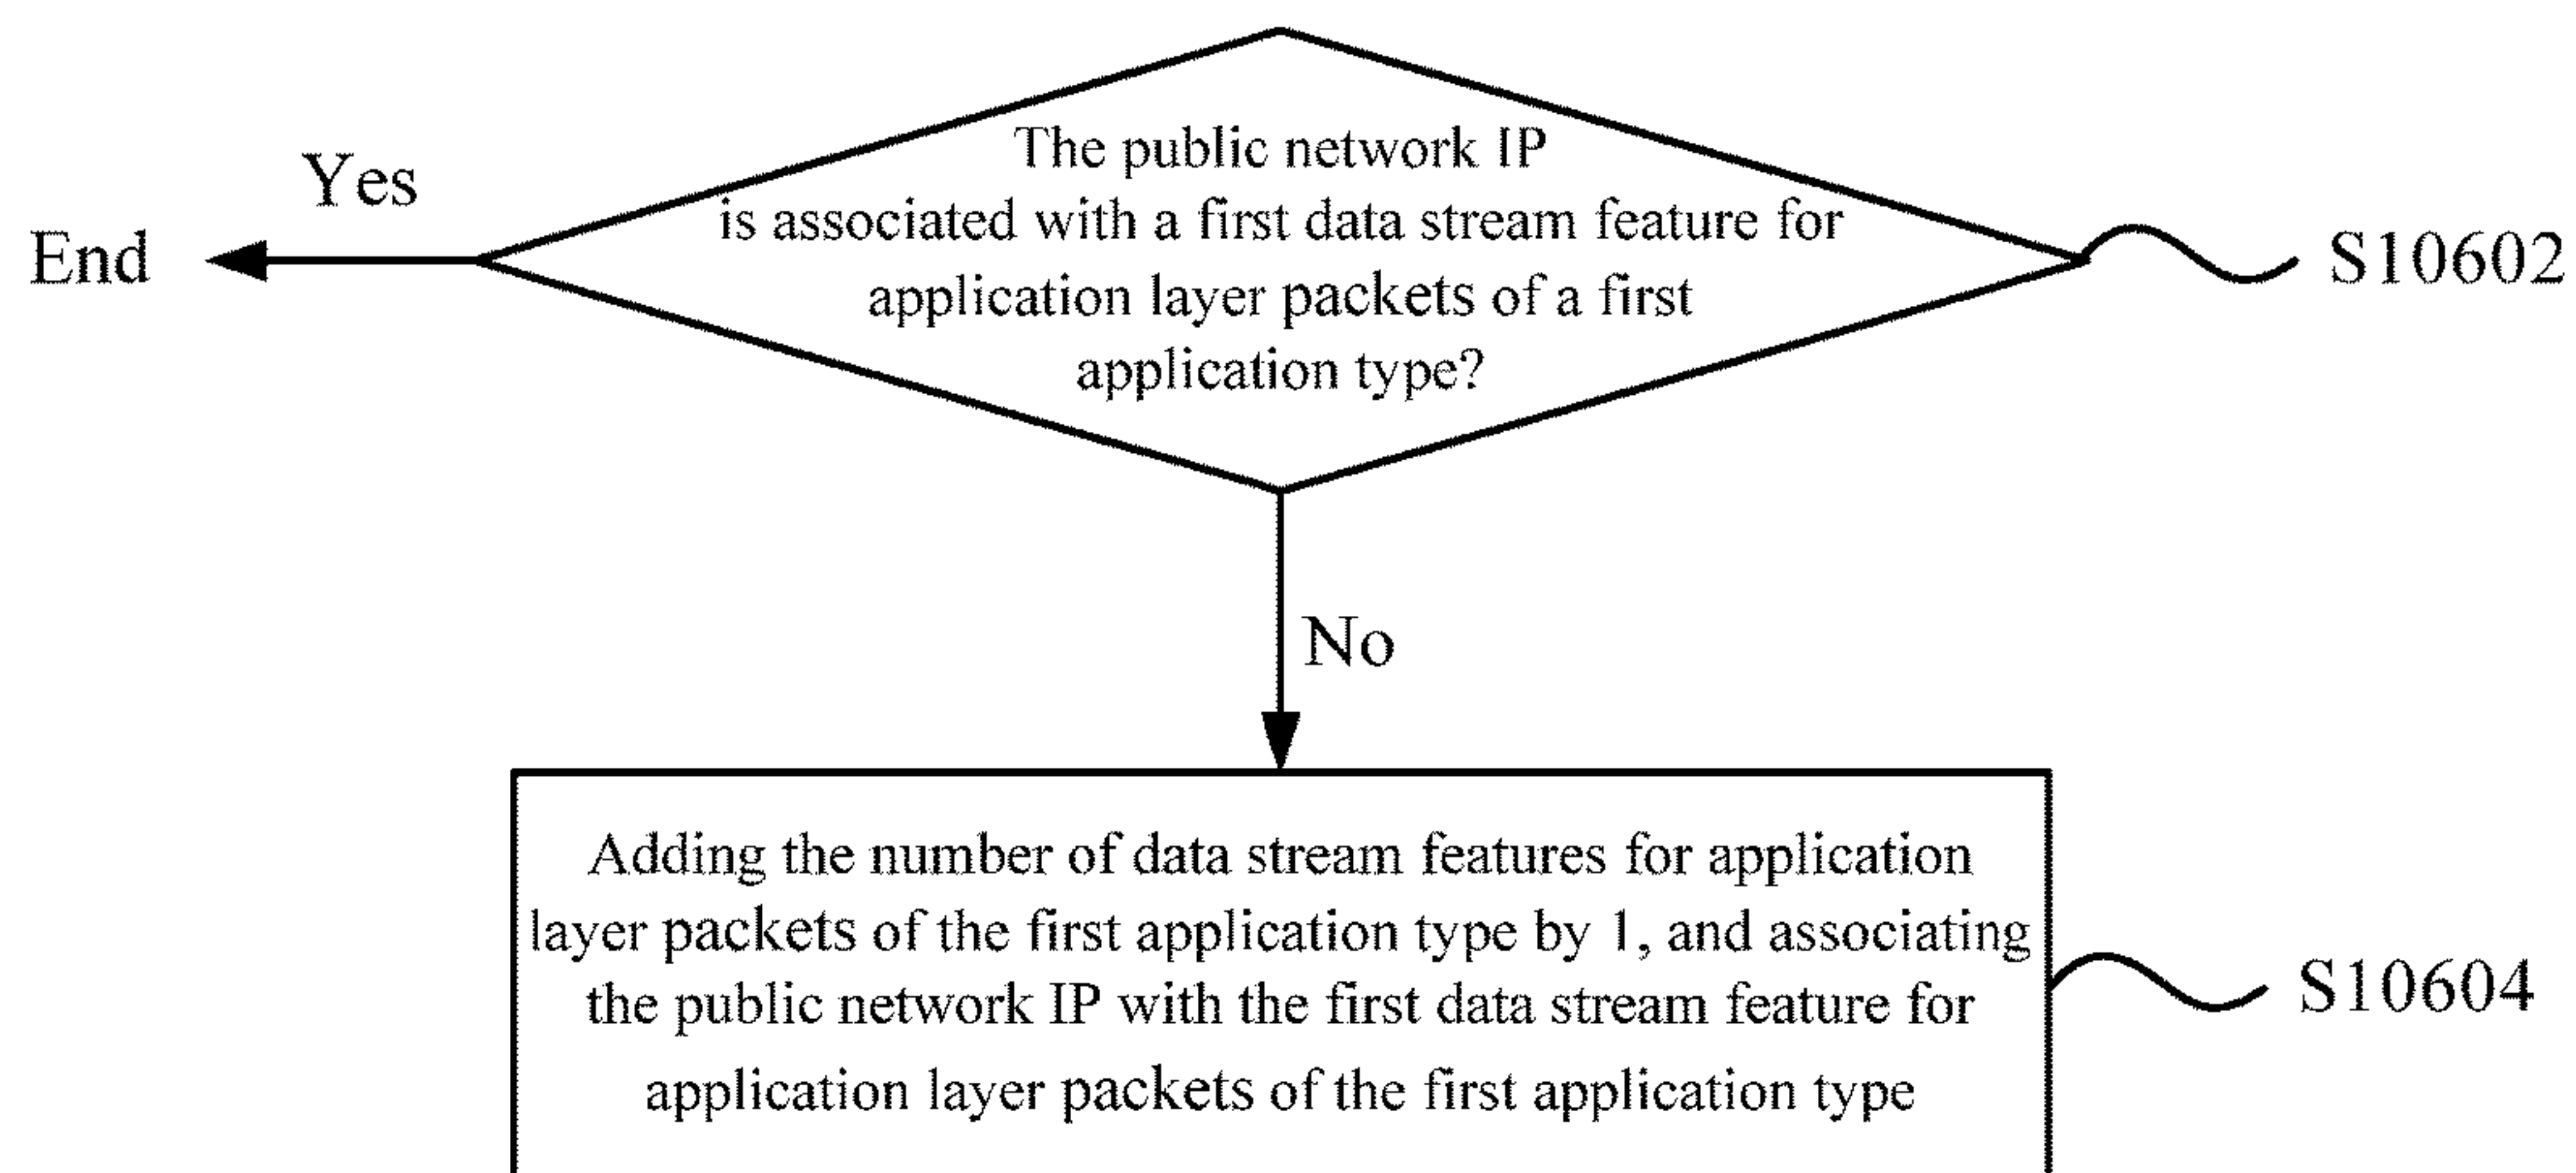 The public network IP
is associated with a first data stream feature for
application layer packets of a first
application type?
Yes
End
S10602
No
Adding the number of data stream features for application
layer packets of the first application type by 1, and associating
the public network IP with the first data stream feature for
application layer packets of the first application type
S10604